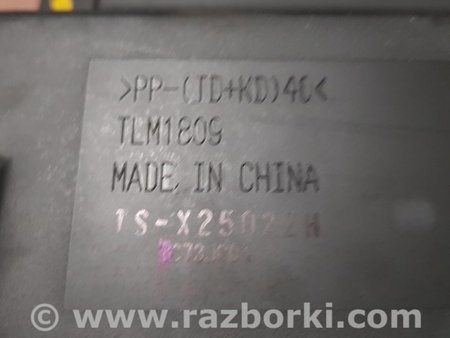 >PP-(TD+KD)40<
TLM1809
MADE IN CHINA
© www.razborki.com